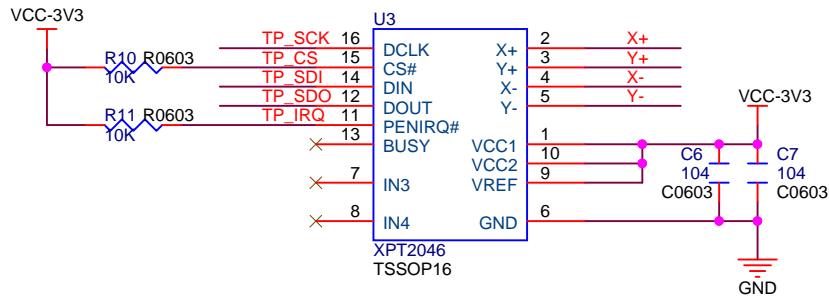 VCC-3V3
U3
R10 R0603
10K
TP_SCK 16 DCLK X+ 2 X+
TP_CS 15 CS# Y+ 3 Y+
TP_SDI 14 DIN X- 4 X-
TP_SDO 12 DOUT Y- 5 Y-
R11 R0603
10K
TP_IRQ 11 PENIRQ#
13 BUSY VCC1 1
VCC2 10
7 IN3 VREF 9
8 IN4 GND 6
XPT2046
TSSOP16
VCC-3V3
C6
104
C0603
C7
104
C0603
GND